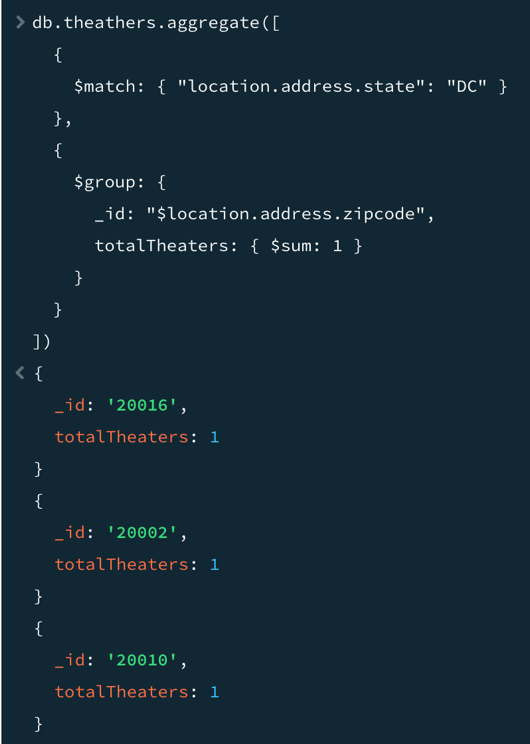 > db.theathers.aggregate([
{
$match: { "location.address.state": "DC" }
},
{
$group: {
_id: "$location.address.zipcode",
totalTheaters: { $sum: 1 }
}
}
])
< {
_id: '20016',
totalTheaters: 1
}
{
_id: '20002',
totalTheaters: 1
}
{
_id: '20010',
totalTheaters: 1
}